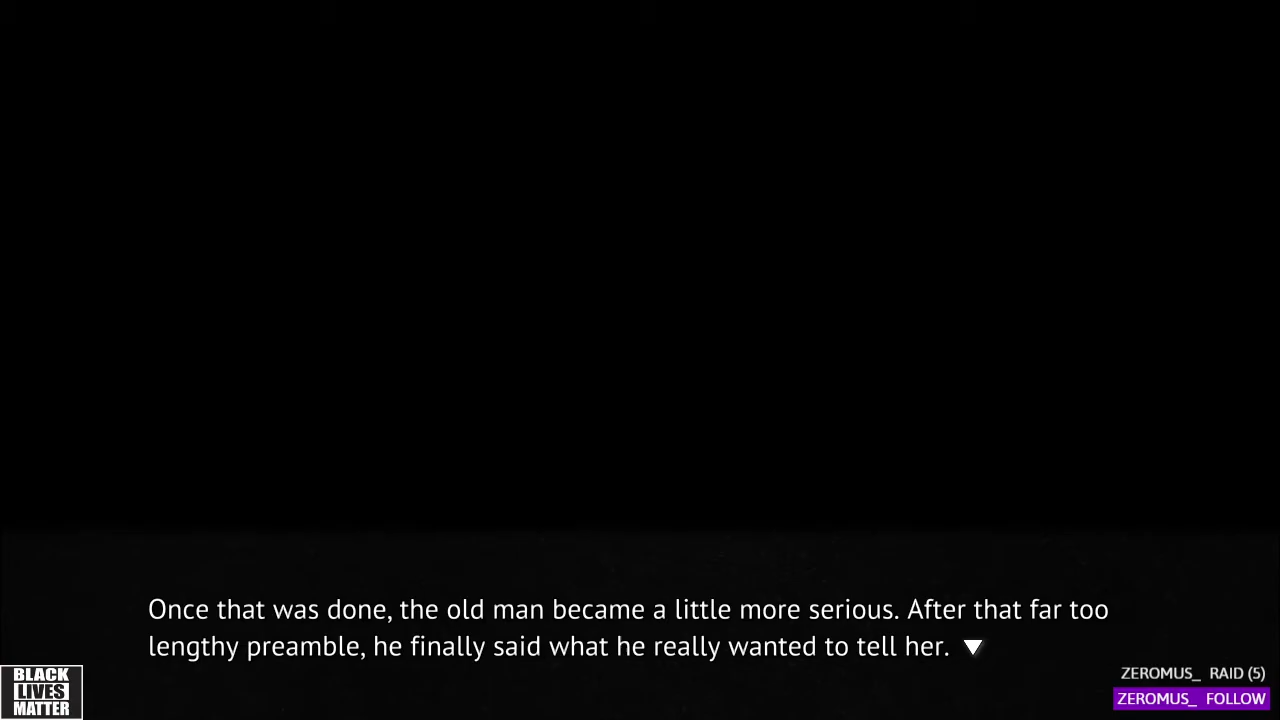 Once that was done, the old man became a little more serious. After that far too
lengthy preamble, he finally said what he really wanted to tell her.
BLACK
LIVES
MATTER
ZEROMUS_ RAID (5)
ZEROMUS_ FOLLOW